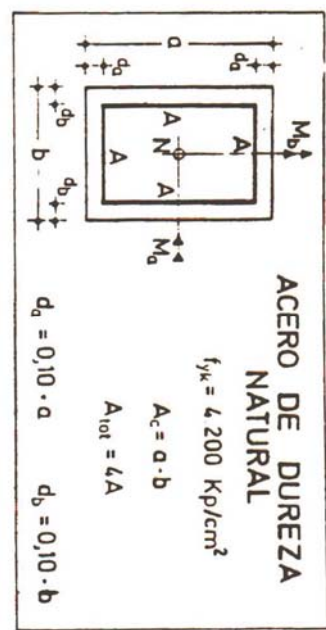 ACERO DE DUREZA
NATURAL
f_yk = 4.200 Kp/cm²
A_c = a·b
A_tot = 4A
d_a = 0,10·a
d_b = 0,10·b
a
d_a
d_a
b
d_b
d_b
A
A
A
A
N
M_b
M_a